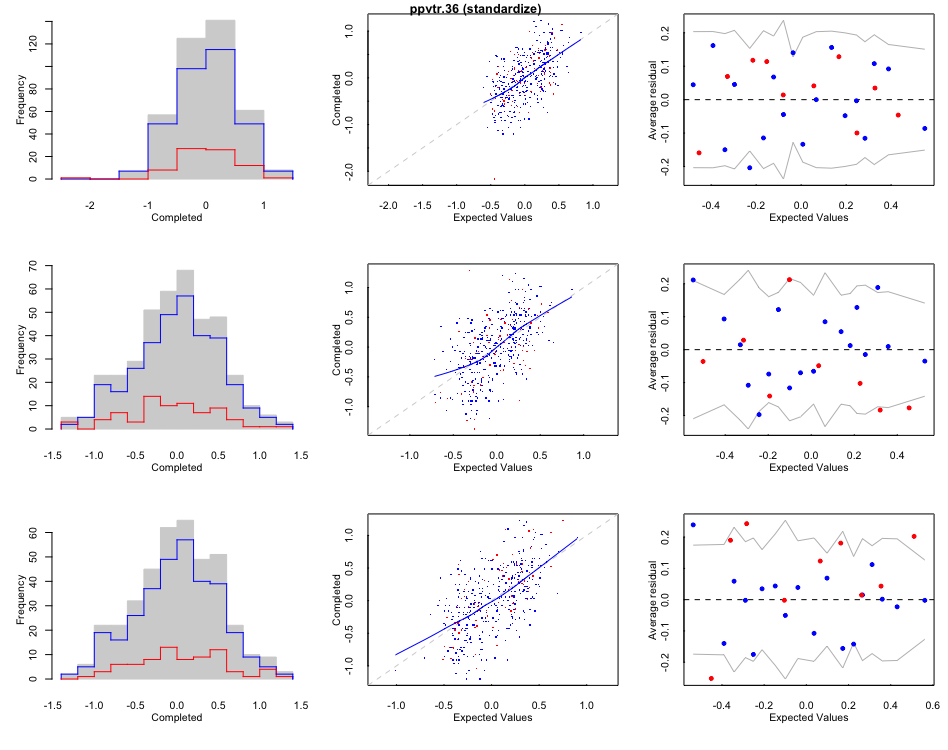 ppvtr.36 (standardize)
Frequency
0 20 40 60 80 120
-2 -1 0 1
Completed
Completed
-2.0 -1.0 0.0 1.0
-2.0 -1.5 -1.0 -0.5 0.0 0.5 1.0
Expected Values
Average residual
-0.2 -0.1 0.0 0.1 0.2
-0.4 -0.2 0.0 0.2 0.4
Expected Values
Frequency
0 10 20 30 40 50 60 70
-1.5 -1.0 -0.5 0.0 0.5 1.0 1.5
Completed
Completed
-1.0 -0.5 0.0 0.5 1.0
-1.0 -0.5 0.0 0.5 1.0
Expected Values
Average residual
-0.2 -0.1 0.0 0.1 0.2
-0.4 -0.2 0.0 0.2 0.4
Expected Values
Frequency
0 10 20 30 40 50 60
-1.5 -1.0 -0.5 0.0 0.5 1.0 1.5
Completed
Completed
-1.0 -0.5 0.0 0.5 1.0
-1.0 -0.5 0.0 0.5 1.0
Expected Values
Average residual
-0.2 -0.1 0.0 0.1 0.2
-0.4 -0.2 0.0 0.2 0.4 0.6
Expected Values